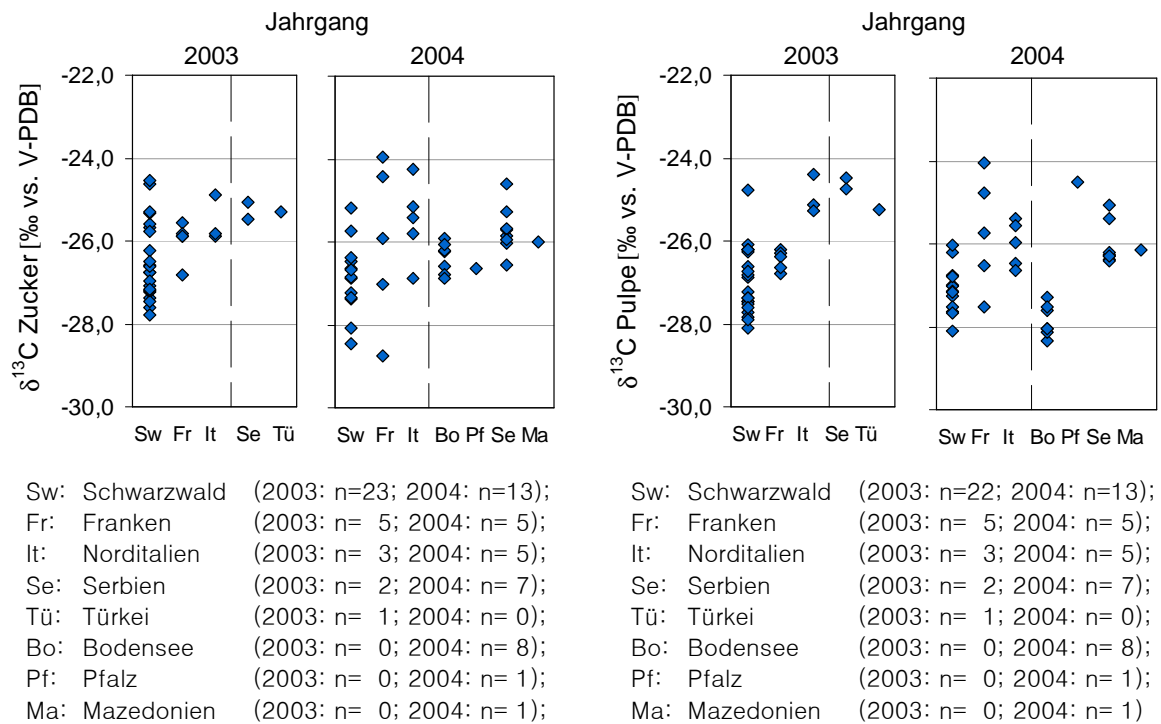 Jahrgang
2003
2004
δ13C Zucker [‰ vs. V-PDB]
-22,0
-24,0
-26,0
-28,0
-30,0
Sw Fr It Se Tü
Sw Fr It Bo Pf Se Ma
Sw: Schwarzwald (2003: n=23; 2004: n=13);
Fr: Franken (2003: n= 5; 2004: n= 5);
It: Norditalien (2003: n= 3; 2004: n= 5);
Se: Serbien (2003: n= 2; 2004: n= 7);
Tü: Türkei (2003: n= 1; 2004: n= 0);
Bo: Bodensee (2003: n= 0; 2004: n= 8);
Pf: Pfalz (2003: n= 0; 2004: n= 1);
Ma: Mazedonien (2003: n= 0; 2004: n= 1);
Jahrgang
2003
2004
δ13C Pulpe [‰ vs. V-PDB]
-22,0
-24,0
-26,0
-28,0
-30,0
Sw Fr It Se Tü
Sw Fr It Bo Pf Se Ma
Sw: Schwarzwald (2003: n=22; 2004: n=13);
Fr: Franken (2003: n= 5; 2004: n= 5);
It: Norditalien (2003: n= 3; 2004: n= 5);
Se: Serbien (2003: n= 2; 2004: n= 7);
Tü: Türkei (2003: n= 1; 2004: n= 0);
Bo: Bodensee (2003: n= 0; 2004: n= 8);
Pf: Pfalz (2003: n= 0; 2004: n= 1);
Ma: Mazedonien (2003: n= 0; 2004: n= 1)